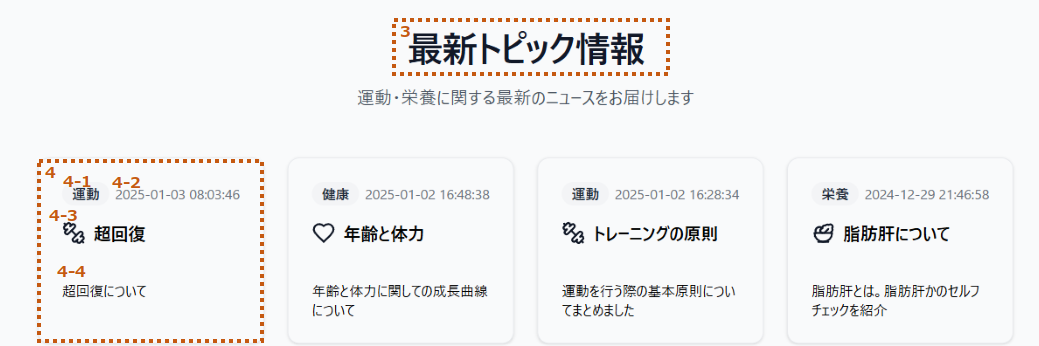 3
最新トピック情報
運動・栄養に関する最新のニュースをお届けします
4
4-1 4-2
運動 2025-01-03 08:03:46
4-3
超回復
4-4
超回復について
健康 2025-01-02 16:48:38
年齢と体力
年齢と体力に関しての成長曲線
について
運動 2025-01-02 16:28:34
トレーニングの原則
運動を行う際の基本原則につい
てまとめました
栄養 2024-12-29 21:46:58
脂肪肝について
脂肪肝とは。脂肪肝かのセルフ
チェックを紹介